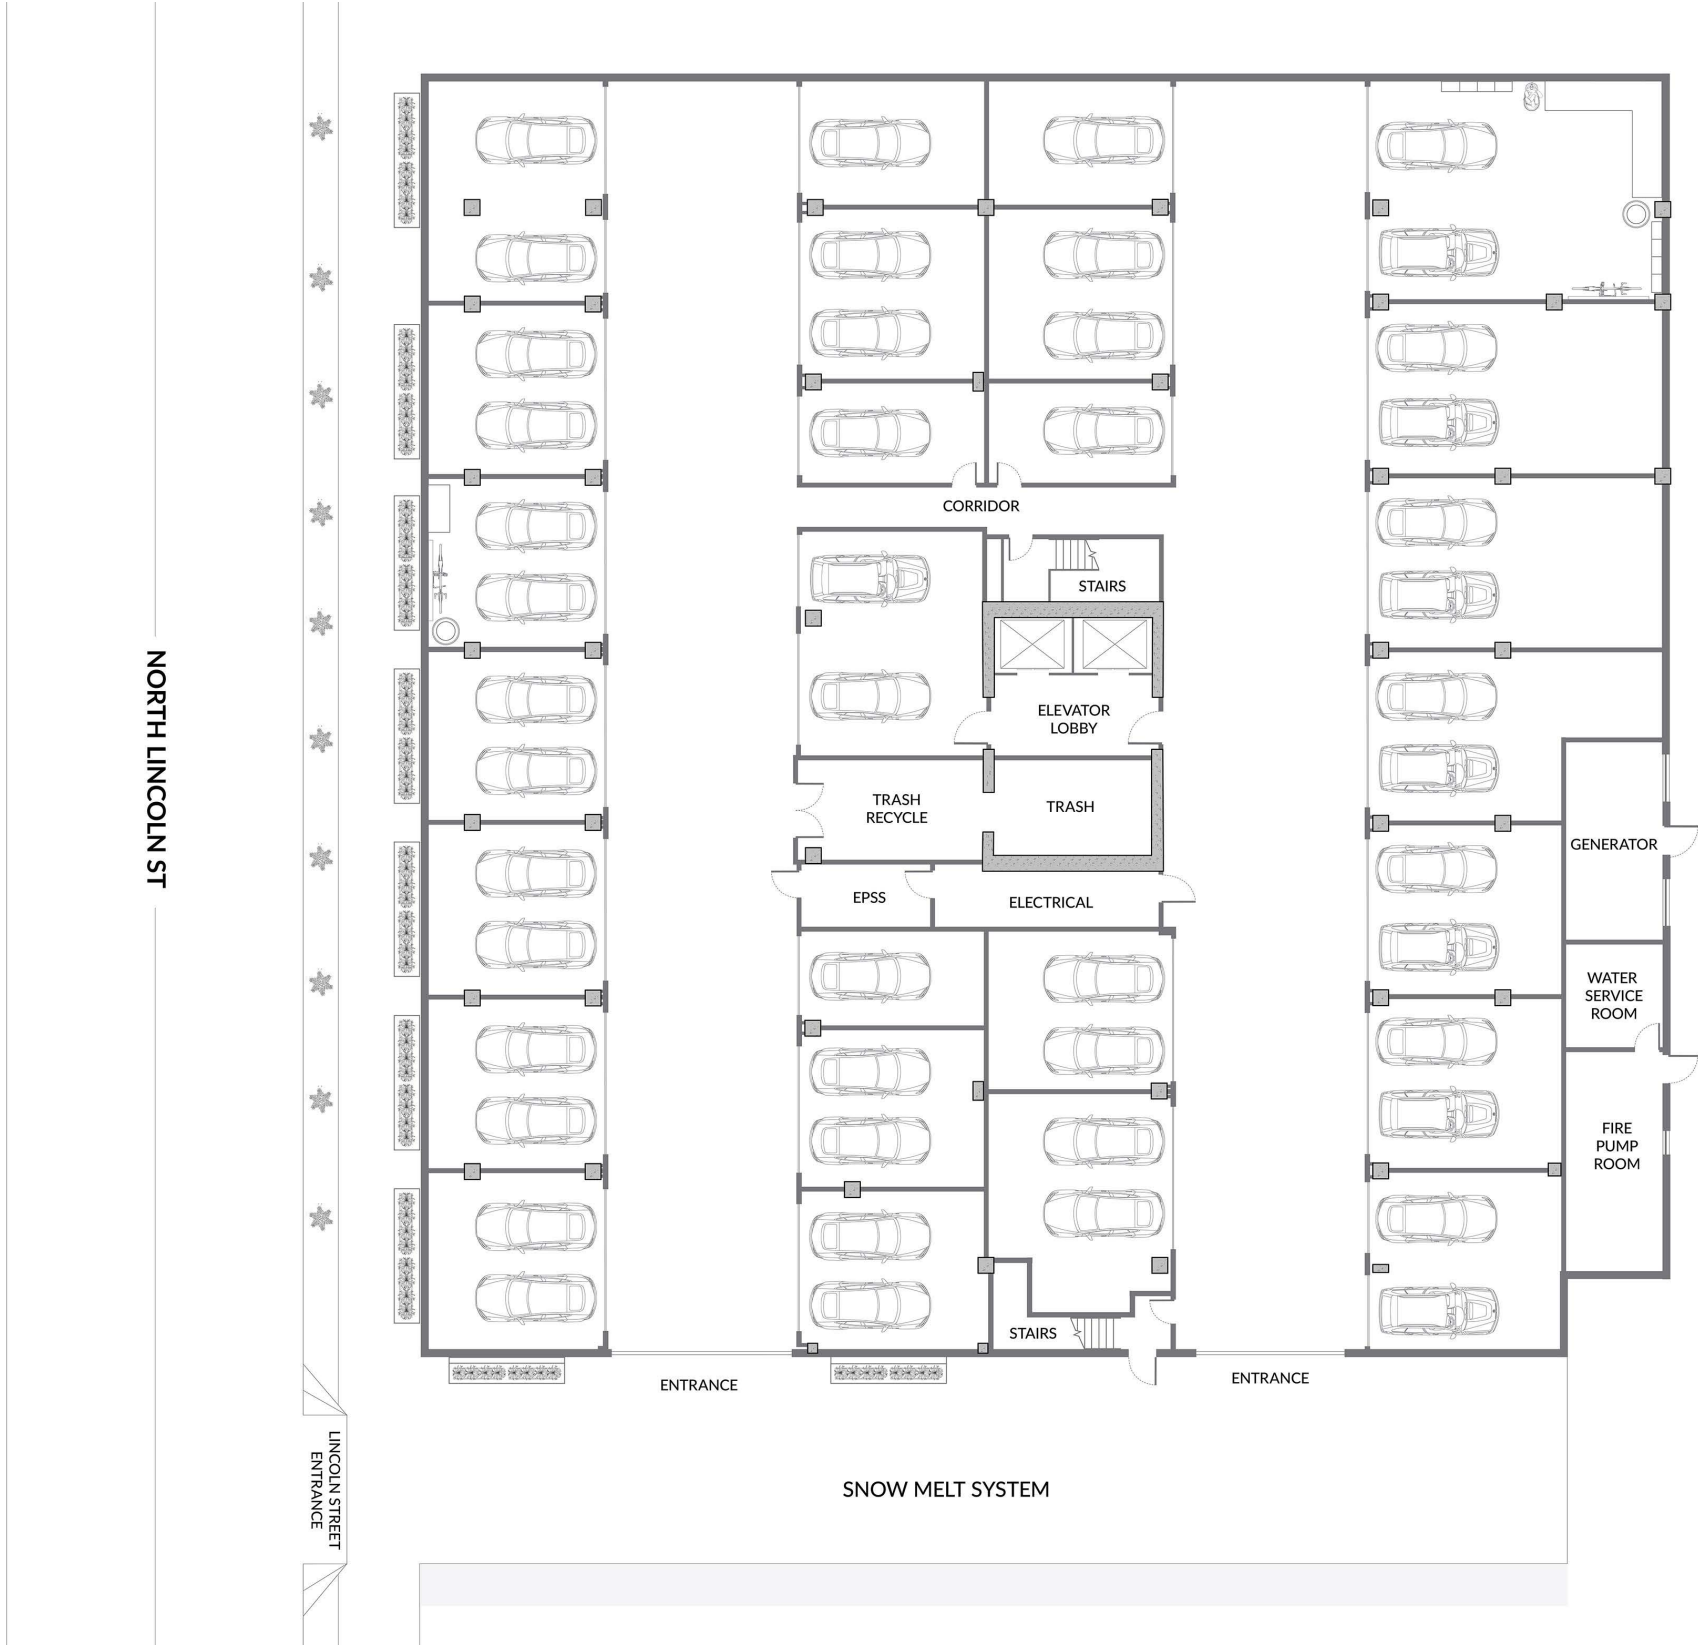 CORRIDOR
STAIRS
NORTH LINCOLN ST
ELEVATOR
LOBBY
TRASH
RECYCLE
TRASH
GENERATOR
EPSS
ELECTRICAL
WATER
SERVICE
ROOM
FIRE
PUMP
ROOM
STAIRS
ENTRANCE
ENTRANCE
LINCOLN STREET
ENTRANCE
SNOW MELT SYSTEM